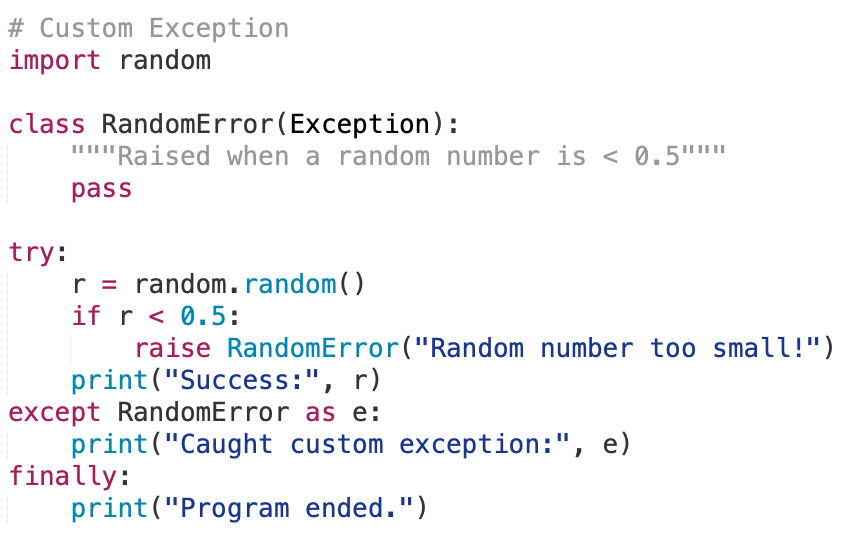 # Custom Exception
import random

class RandomError(Exception):
    """Raised when a random number is < 0.5"""
    pass

try:
    r = random.random()
    if r < 0.5:
        raise RandomError("Random number too small!")
    print("Success:", r)
except RandomError as e:
    print("Caught custom exception:", e)
finally:
    print("Program ended.")